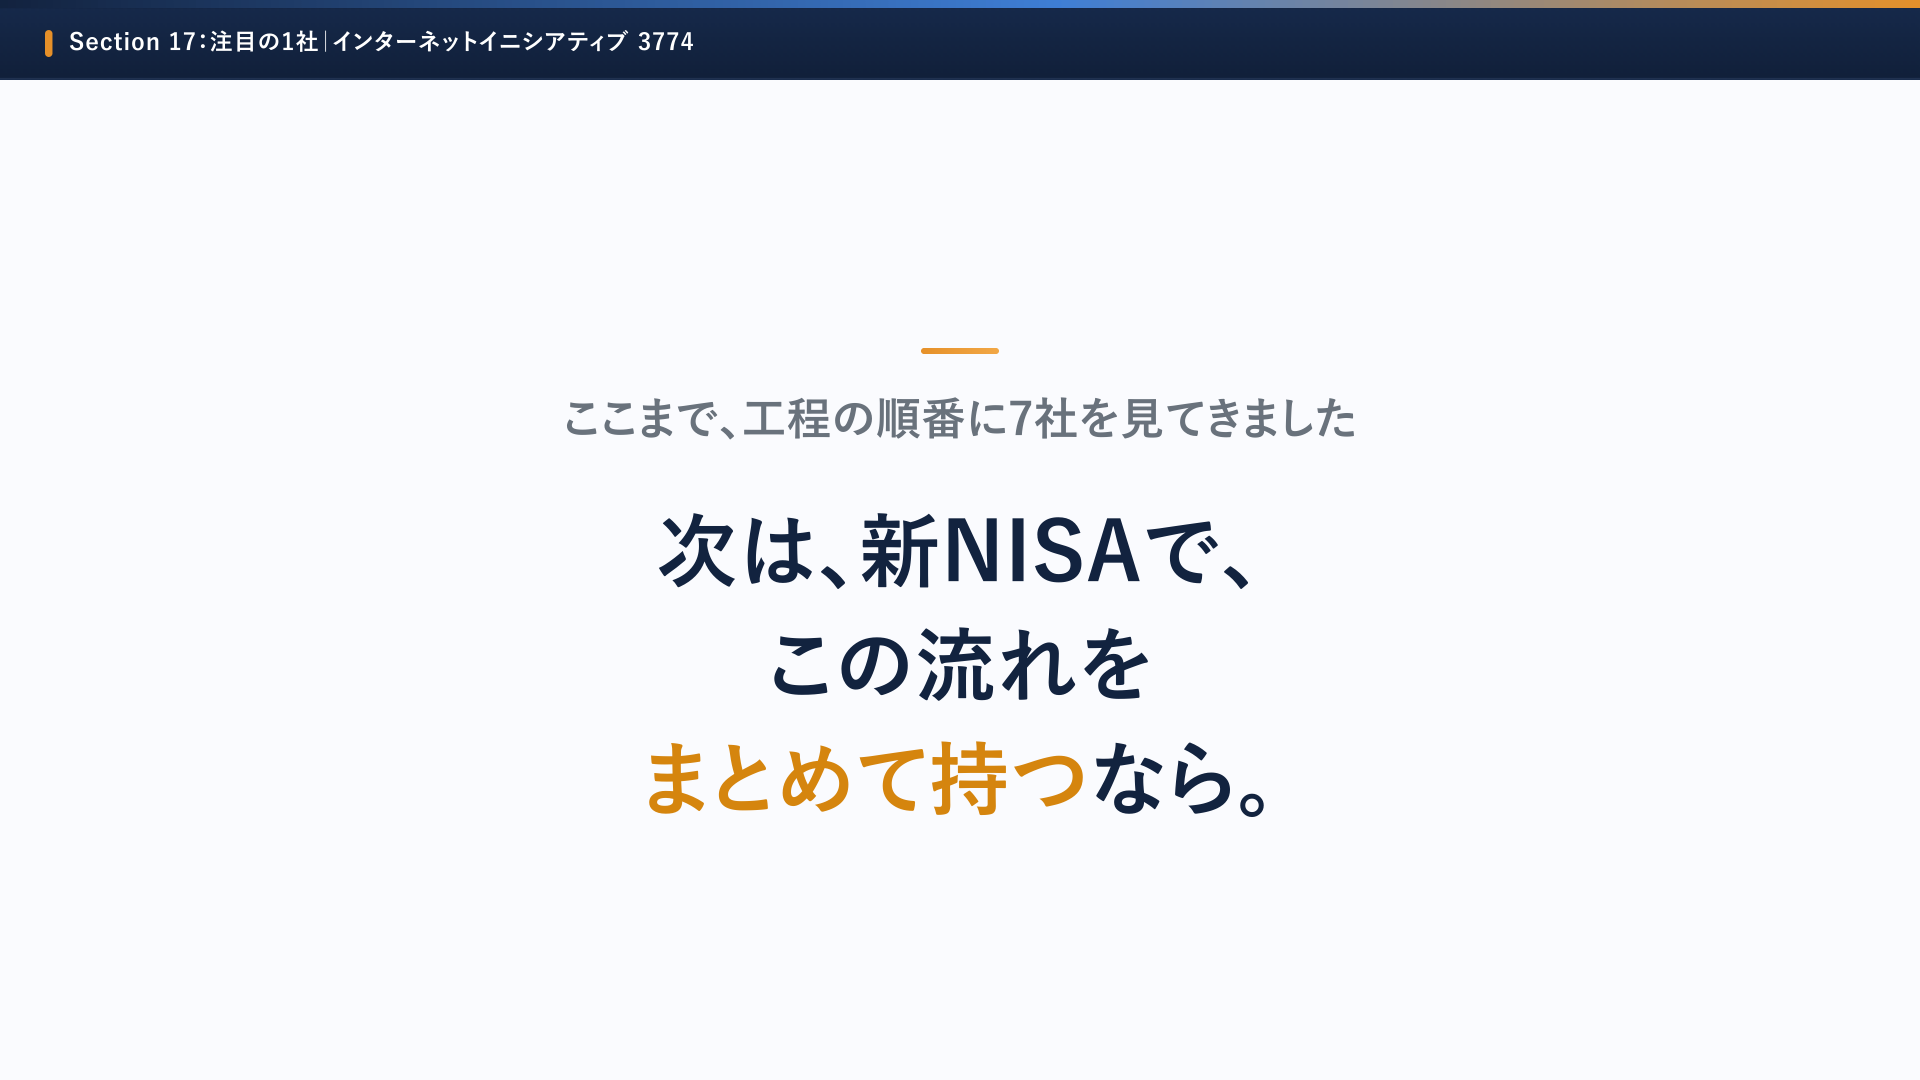 Section 17：注目の1社｜インターネットイニシアティブ 3774
ここまで、工程の順番に7社を見てきました
次は、新NISAで、
この流れを
まとめて持つなら。